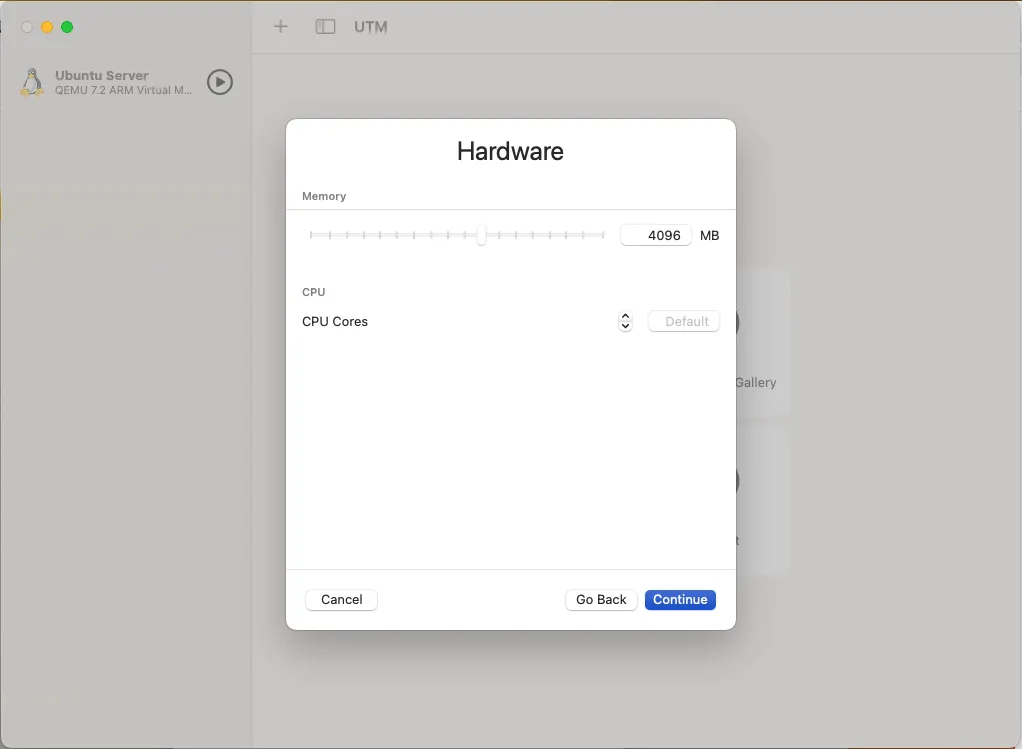 UTM
Ubuntu Server
QEMU 7.2 ARM Virtual M...
Hardware
Memory
4096 MB
CPU
CPU Cores
Default
Gallery
Cancel
Go Back
Continue